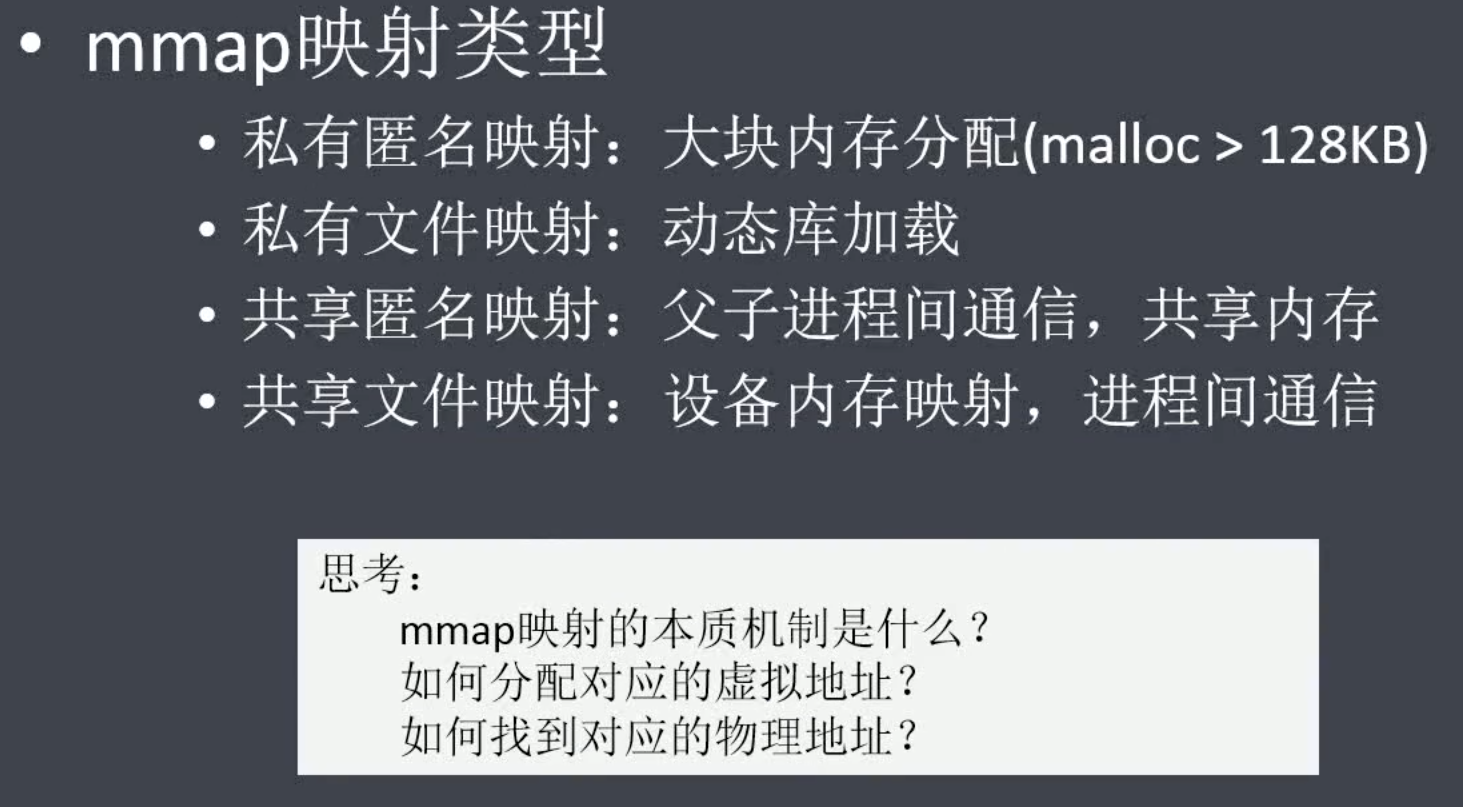 • mmap映射类型
• 私有匿名映射：大块内存分配(malloc > 128KB)
• 私有文件映射：动态库加载
• 共享匿名映射：父子进程间通信，共享内存
• 共享文件映射：设备内存映射，进程间通信
思考：
mmap映射的本质机制是什么？
如何分配对应的虚拟地址？
如何找到对应的物理地址？